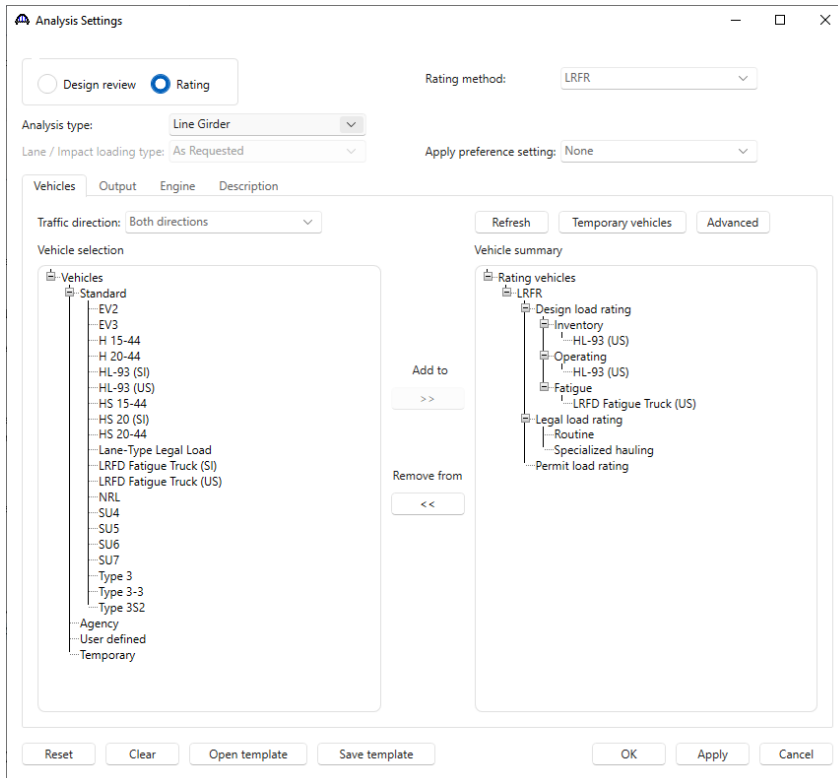 Analysis Settings
Design review Rating
Rating method: LRFR
Analysis type: Line Girder
Lane / Impact loading type: As Requested
Apply preference setting: None
Vehicles Output Engine Description
Traffic direction: Both directions
Refresh Temporary vehicles Advanced
Vehicle selection
Vehicles
Standard
EV2
EV3
H 15-44
H 20-44
HL-93 (SI)
HL-93 (US)
HS 15-44
HS 20 (SI)
HS 20-44
Lane-Type Legal Load
LRFD Fatigue Truck (SI)
LRFD Fatigue Truck (US)
NRL
SU4
SU5
SU6
SU7
Type 3
Type 3-3
Type 3S2
Agency
User defined
Temporary
Add to
>>
Remove from
<<
Vehicle summary
Rating vehicles
LRFR
Design load rating
Inventory
HL-93 (US)
Operating
HL-93 (US)
Fatigue
LRFD Fatigue Truck (US)
Legal load rating
Routine
Specialized hauling
Permit load rating
Reset Clear Open template Save template OK Apply Cancel